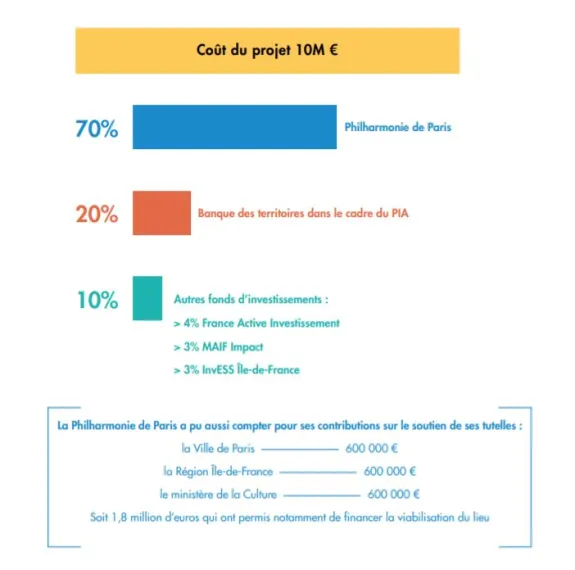 Coût du projet 10M €
70%
Philharmonie de Paris
20%
Banque des territoires dans le cadre du PIA
10%
Autres fonds d'investissements :
> 4% France Active Investissement
> 3% MAIF Impact
> 3% InvESS Île-de-France
La Philharmonie de Paris a pu aussi compter pour ses contributions sur le soutien de ses tutelles :
la Ville de Paris 600 000 €
la Région Île-de-France 600 000 €
le ministère de la Culture 600 000 €
Soit 1,8 million d'euros qui ont permis notamment de financer la viabilisation du lieu